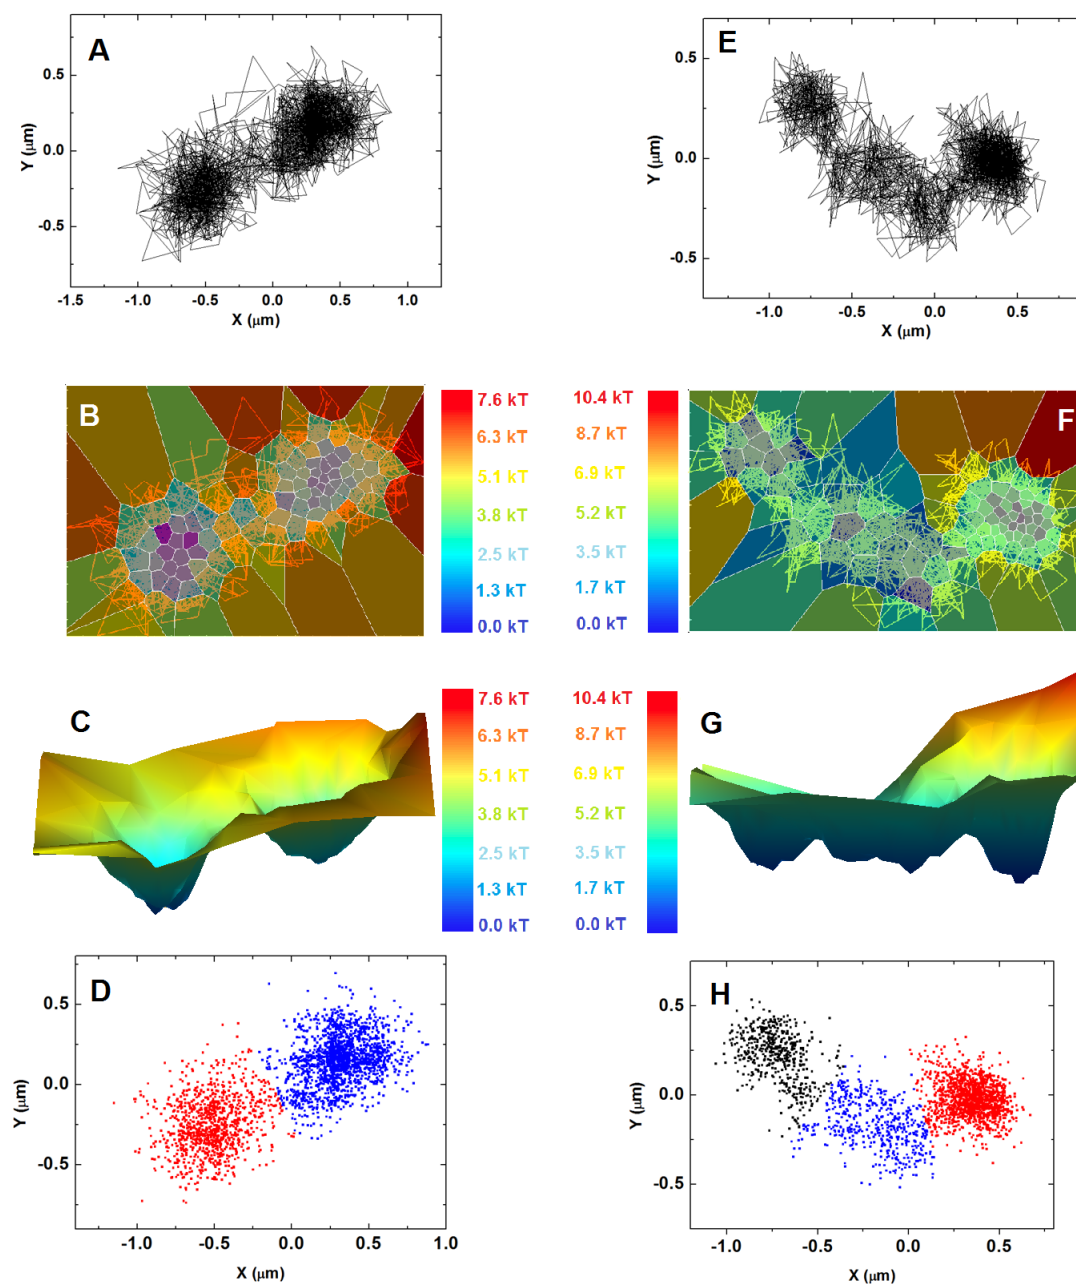 A
0.5
0.0
-0.5
Y (μm)
-1.5
-1.0
-0.5
0.0
0.5
1.0
X (μm)
E
0.5
0.0
-0.5
Y (μm)
-1.0
-0.5
0.0
0.5
X (μm)
B
7.6 kT
6.3 kT
5.1 kT
3.8 kT
2.5 kT
1.3 kT
0.0 kT
10.4 kT
8.7 kT
6.9 kT
5.2 kT
3.5 kT
1.7 kT
0.0 kT
F
C
7.6 kT
6.3 kT
5.1 kT
3.8 kT
2.5 kT
1.3 kT
0.0 kT
10.4 kT
8.7 kT
6.9 kT
5.2 kT
3.5 kT
1.7 kT
0.0 kT
G
D
0.5
0.0
-0.5
Y (μm)
-1.0
-0.5
0.0
0.5
1.0
X (μm)
H
0.5
0.0
-0.5
Y (μm)
-1.0
-0.5
0.0
0.5
X (μm)